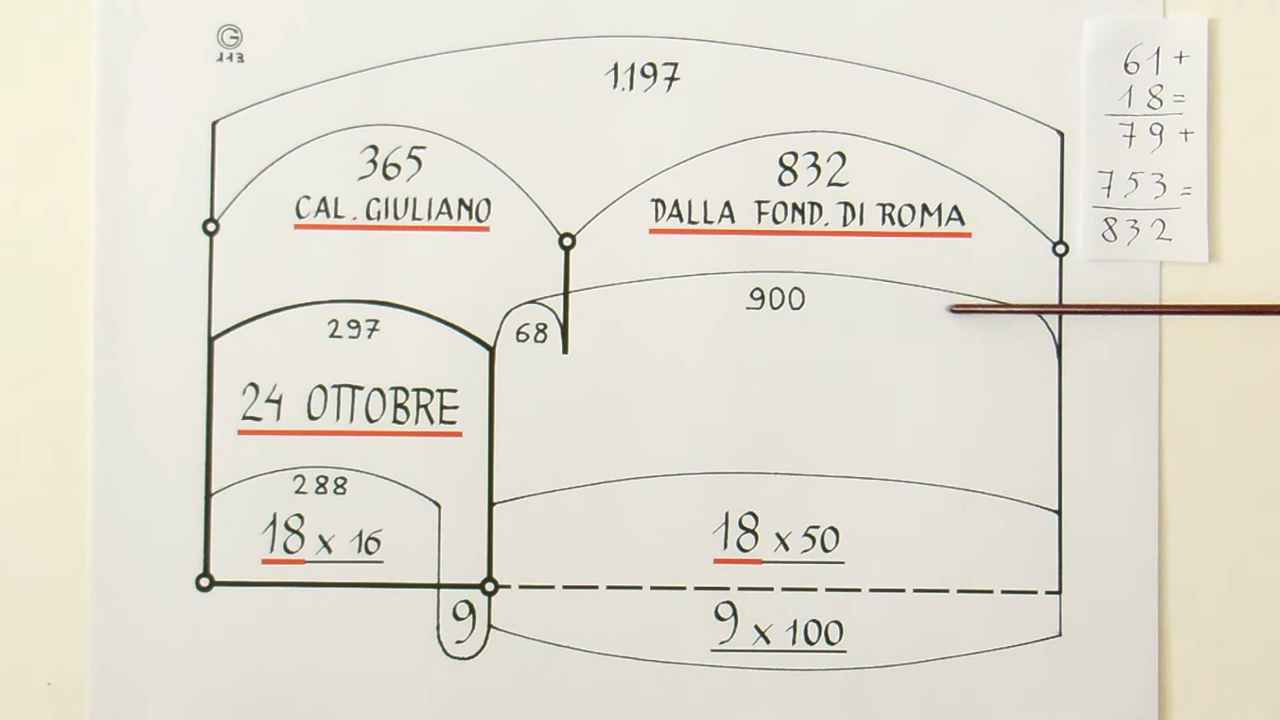 G
113
1.197
365
CAL. GIULIANO
832
DALLA FOND. DI ROMA
297
68
900
24 OTTOBRE
288
18 x 16
18 x 50
9
9 x 100
61 +
18 =
79 +
753 =
832